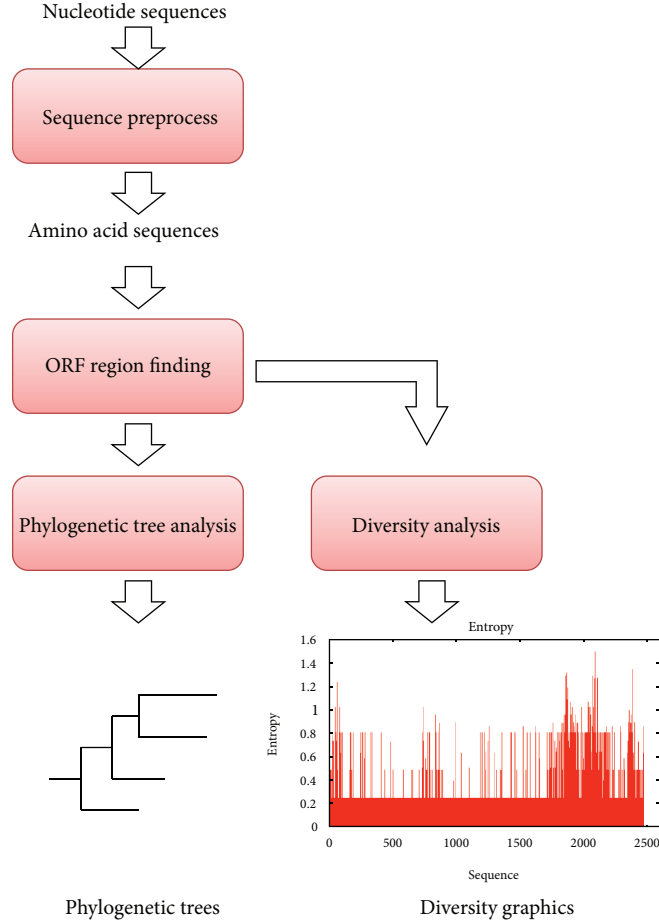 Nucleotide sequences
Sequence preprocess
Amino acid sequences
ORF region finding
Phylogenetic tree analysis
Diversity analysis
Entropy
1.6
1.4
1.2
1
0.8
0.6
0.4
0.2
0
Entropy
0
500
1000
1500
2000
2500
Sequence
Phylogenetic trees
Diversity graphics